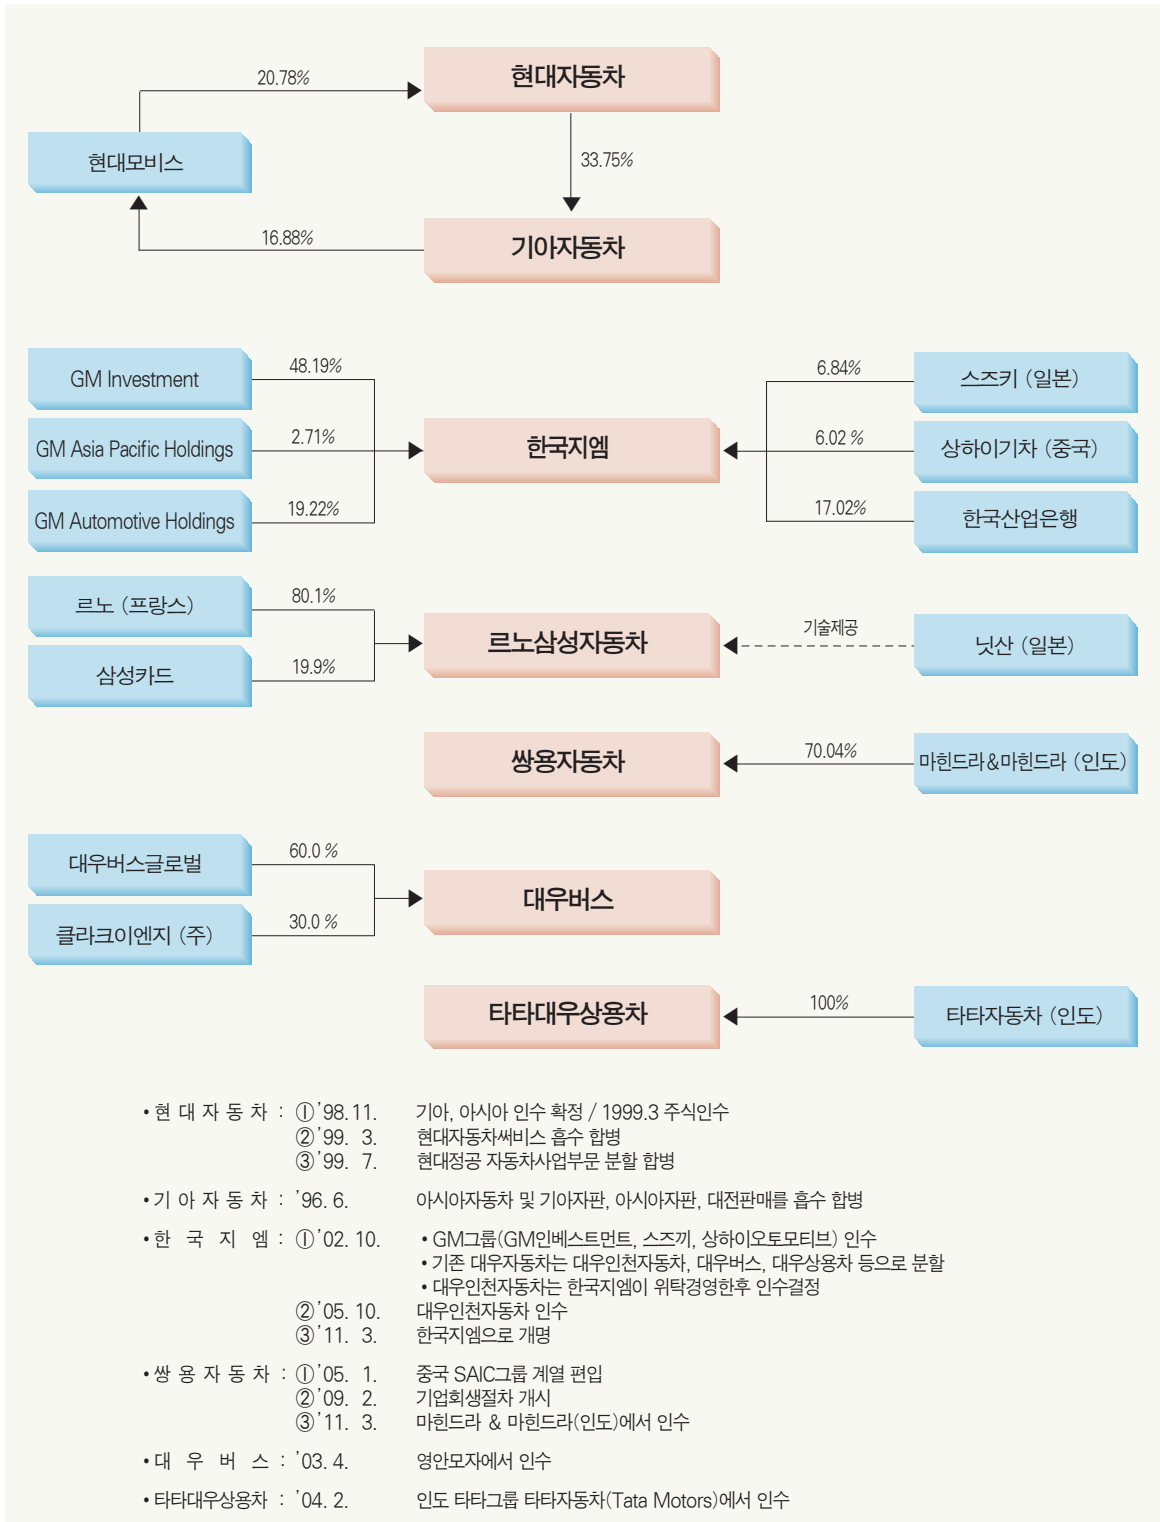 현대자동차
20.78%
현대모비스
33.75%
16.88%
기아자동차
GM Investment
48.19%
6.84%
스즈키 (일본)
GM Asia Pacific Holdings
2.71%
한국지엠
6.02 %
상하이기차 (중국)
GM Automotive Holdings
19.22%
17.02%
한국산업은행
르노 (프랑스)
80.1%
르노삼성자동차
기술제공
닛산 (일본)
삼성카드
19.9%
쌍용자동차
70.04%
마힌드라&마힌드라 (인도)
대우버스글로벌
60.0 %
대우버스
클라크이엔지 (주)
30.0 %
타타대우상용차
100%
타타자동차 (인도)
• 현 대 자 동 차 : ①'98. 11. 기아, 아시아 인수 확정 / 1999.3 주식인수
②'99. 3. 현대자동차써비스 흡수 합병
③'99. 7. 현대정공 자동차사업부문 분할 합병
• 기 아 자 동 차 : '96. 6. 아시아자동차 및 기아자판, 아시아자판, 대전판매를 흡수 합병
• 한 국 지 엠 : ①'02. 10. • GM그룹(GM인베스트먼트, 스즈끼, 상하이오토모티브) 인수
• 기존 대우자동차는 대우인천자동차, 대우버스, 대우상용차 등으로 분할
• 대우인천자동차는 한국지엠이 위탁경영한후 인수결정
②'05. 10. 대우인천자동차 인수
③'11. 3. 한국지엠으로 개명
• 쌍 용 자 동 차 : ①'05. 1. 중국 SAIC그룹 계열 편입
②'09. 2. 기업회생절차 개시
③'11. 3. 마힌드라 & 마힌드라(인도)에서 인수
• 대 우 버 스 : '03. 4. 영안모자에서 인수
• 타타대우상용차 : '04. 2. 인도 타타그룹 타타자동차(Tata Motors)에서 인수